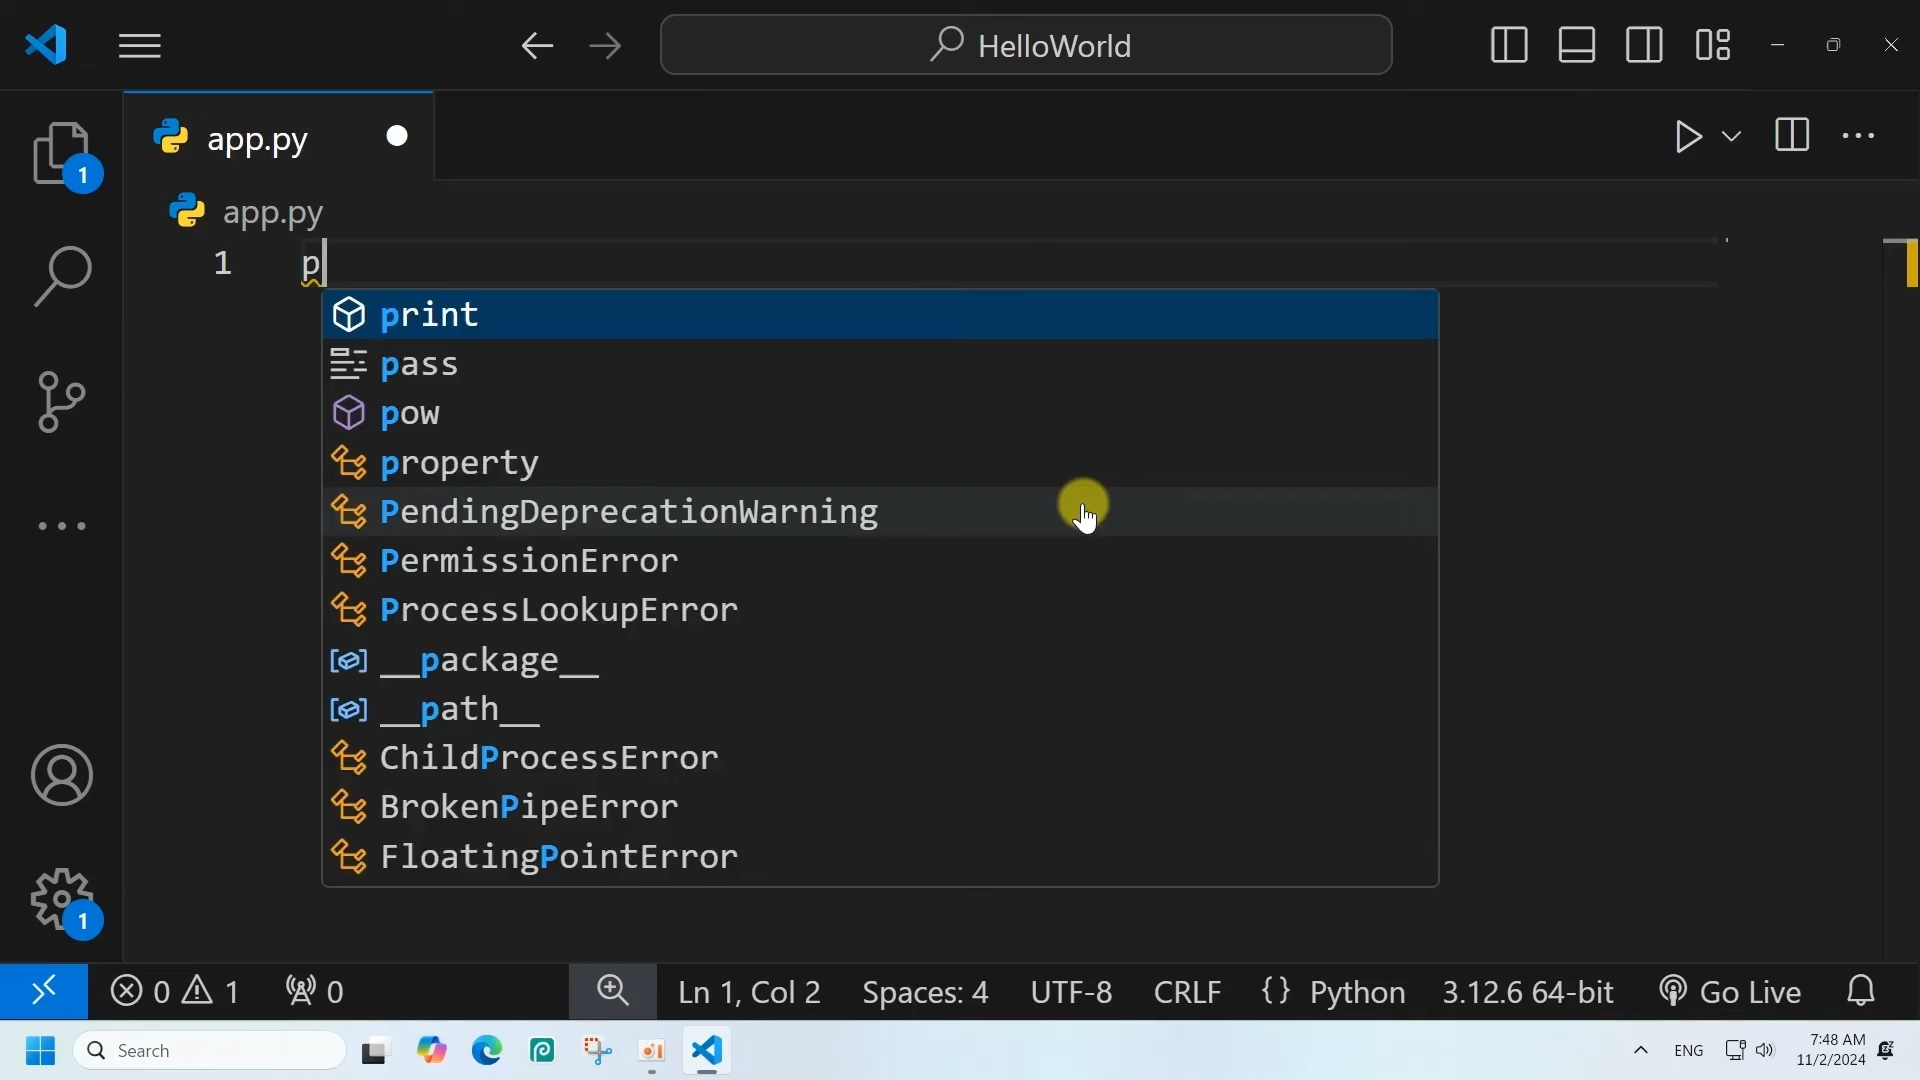 HelloWorld
app.py
1
app.py
1 p
print
pass
pow
property
PendingDeprecationWarning
PermissionError
ProcessLookupError
__package__
__path__
ChildProcessError
BrokenPipeError
FloatingPointError
1
0 1 0 Ln 1, Col 2 Spaces: 4 UTF-8 CRLF {} Python 3.12.6 64-bit Go Live
Search ENG 7:48 AM
11/2/2024